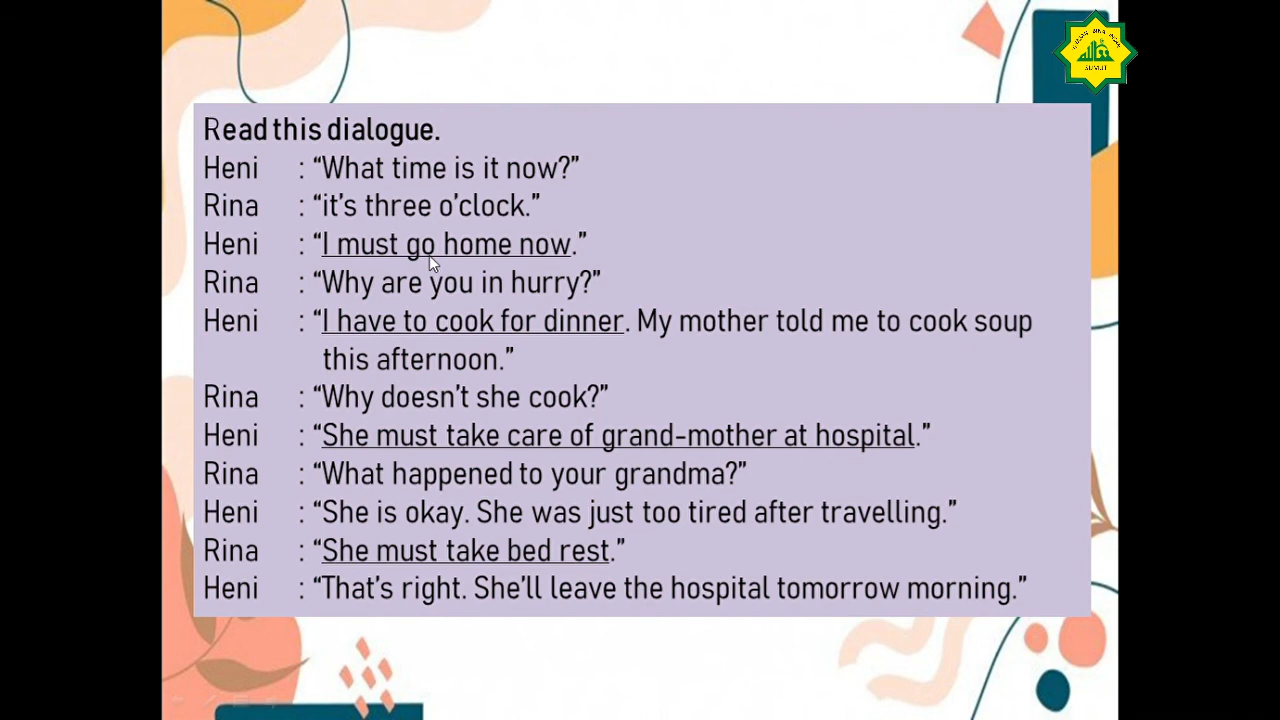 Read this dialogue.
Heni : “What time is it now?”
Rina : “it's three o'clock.”
Heni : “I must go home now.”
Rina : “Why are you in hurry?”
Heni : “I have to cook for dinner. My mother told me to cook soup
this afternoon.”
Rina : “Why doesn't she cook?”
Heni : “She must take care of grand-mother at hospital.”
Rina : “What happened to your grandma?”
Heni : “She is okay. She was just too tired after travelling.”
Rina : “She must take bed rest.”
Heni : “That's right. She'll leave the hospital tomorrow morning.”